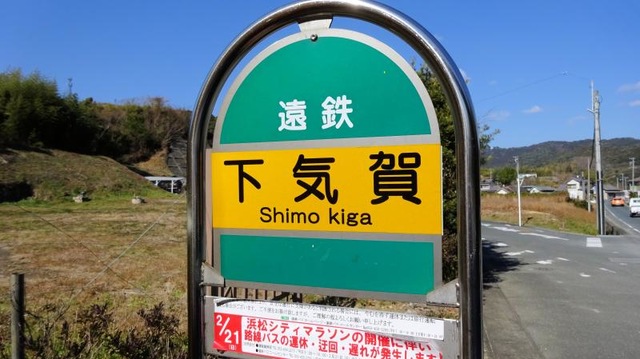 遠鉄
下気賀
Shimo kiga
2/21
浜松シティマラソンの開催に伴い
路線バスの運休・迂回・遅れが発生します